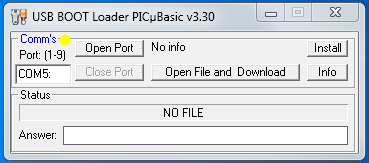 USB BOOT Loader PICµBasic v3.30
Comm's
Open Port No info Install
Port: (1-9)
COM5: Close Port Open File and Download Info
Status
NO FILE
Answer: